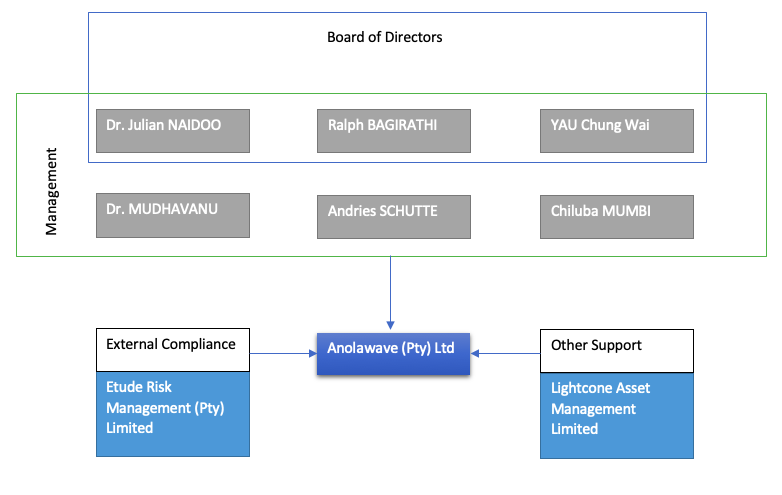 Board of Directors
Dr. Julian NAIDOO
Ralph BAGIRATHI
YAU Chung Wai
Management
Dr. MUDHAVANU
Andries SCHUTTE
Chiluba MUMBI
External Compliance
Etude Risk
Management (Pty)
Limited
Anolawave (Pty) Ltd
Other Support
Lightcone Asset
Management
Limited